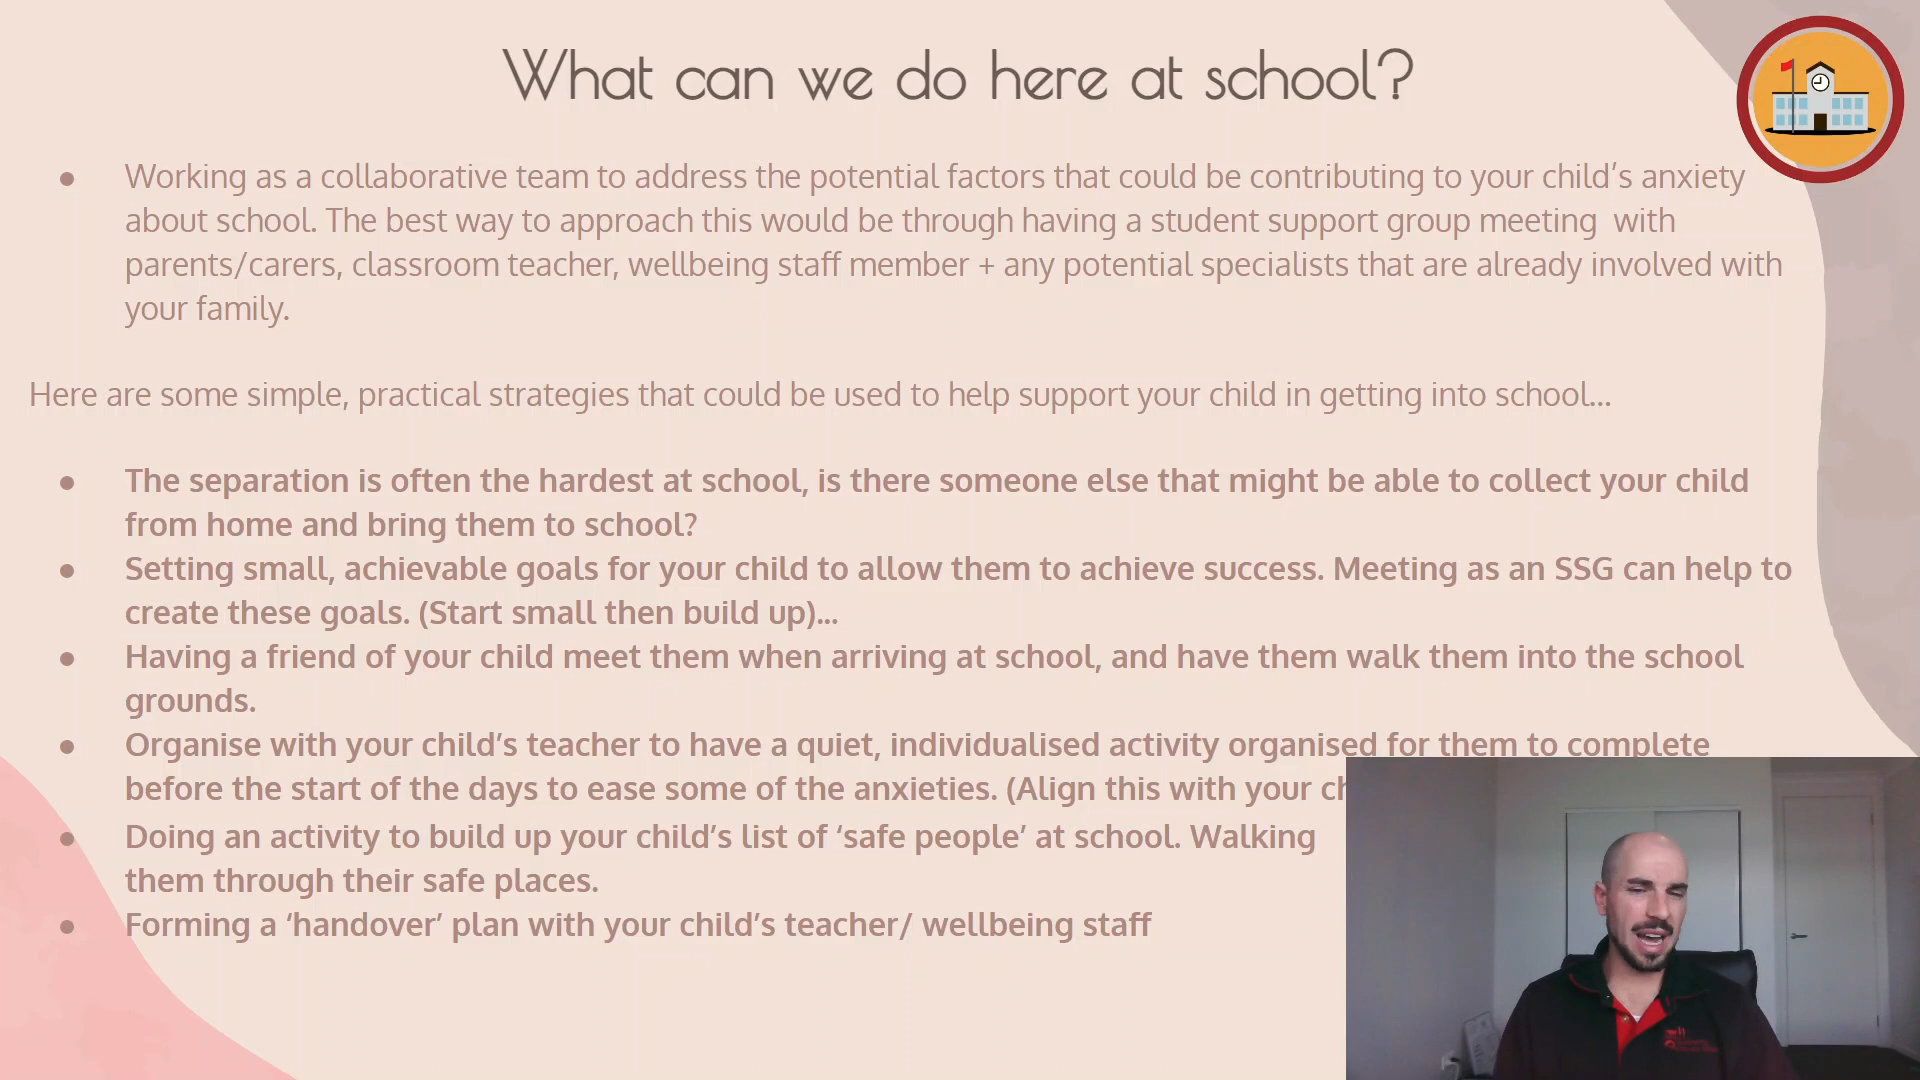 What can we do here at school?
● Working as a collaborative team to address the potential factors that could be contributing to your child’s anxiety
about school. The best way to approach this would be through having a student support group meeting with
parents/carers, classroom teacher, wellbeing staff member + any potential specialists that are already involved with
your family.
Here are some simple, practical strategies that could be used to help support your child in getting into school...
● The separation is often the hardest at school, is there someone else that might be able to collect your child
from home and bring them to school?
● Setting small, achievable goals for your child to allow them to achieve success. Meeting as an SSG can help to
create these goals. (Start small then build up)...
● Having a friend of your child meet them when arriving at school, and have them walk them into the school
grounds.
● Organise with your child’s teacher to have a quiet, individualised activity organised for them to complete
before the start of the days to ease some of the anxieties. (Align this with your
● Doing an activity to build up your child’s list of ‘safe people’ at school. Walking
them through their safe places.
● Forming a ‘handover’ plan with your child’s teacher/ wellbeing staff